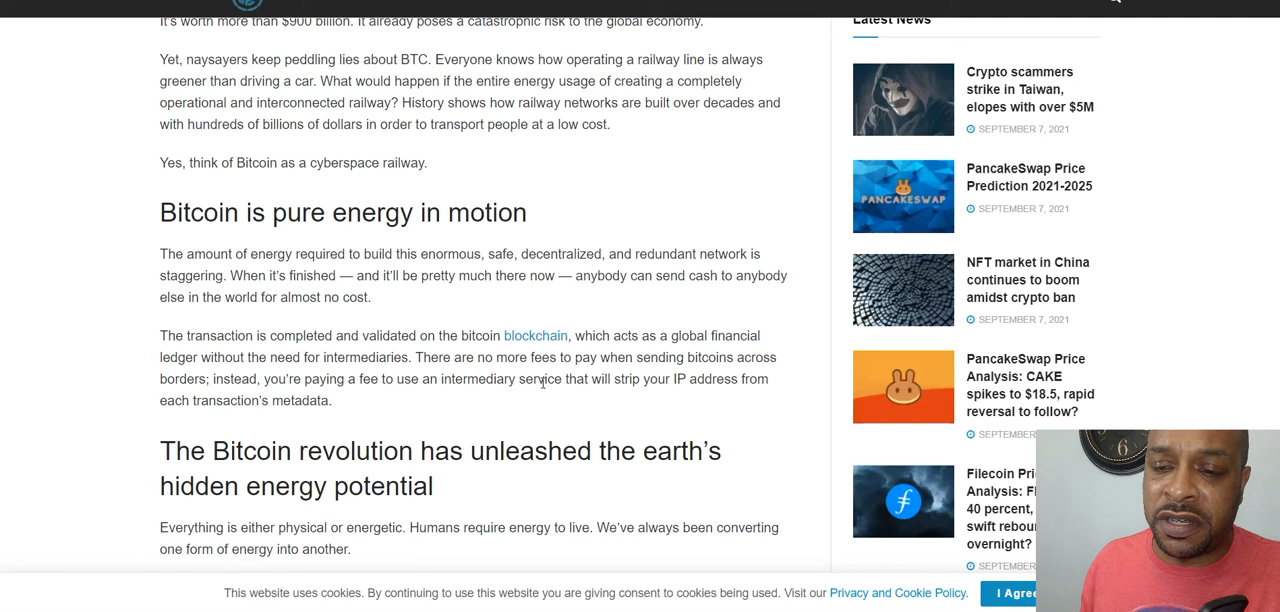 It's worth more than $900 billion. It already poses a catastrophic risk to the global economy.
Yet, naysayers keep peddling lies about BTC. Everyone knows how operating a railway line is always
greener than driving a car. What would happen if the entire energy usage of creating a completely
operational and interconnected railway? History shows how railway networks are built over decades and
with hundreds of billions of dollars in order to transport people at a low cost.
Yes, think of Bitcoin as a cyberspace railway.
Bitcoin is pure energy in motion
The amount of energy required to build this enormous, safe, decentralized, and redundant network is
staggering. When it's finished — and it'll be pretty much there now — anybody can send cash to anybody
else in the world for almost no cost.
The transaction is completed and validated on the bitcoin blockchain, which acts as a global financial
ledger without the need for intermediaries. There are no more fees to pay when sending bitcoins across
borders; instead, you're paying a fee to use an intermediary service that will strip your IP address from
each transaction's metadata.
The Bitcoin revolution has unleashed the earth's
hidden energy potential
Everything is either physical or energetic. Humans require energy to live. We've always been converting
one form of energy into another.
Latest News
Crypto scammers
strike in Taiwan,
elopes with over $5M
SEPTEMBER 7, 2021
PANCAKESWAP
PancakeSwap Price
Prediction 2021-2025
SEPTEMBER 7, 2021
NFT market in China
continues to boom
amidst crypto ban
SEPTEMBER 7, 2021
PancakeSwap Price
Analysis: CAKE
spikes to $18.5, rapid
reversal to follow?
SEPTEMBER
Filecoin Pri
Analysis: F
40 percent,
swift rebou
overnight?
SEPTEMBER
This website uses cookies. By continuing to use this website you are giving consent to cookies being used. Visit our Privacy and Cookie Policy.
I Agree
6